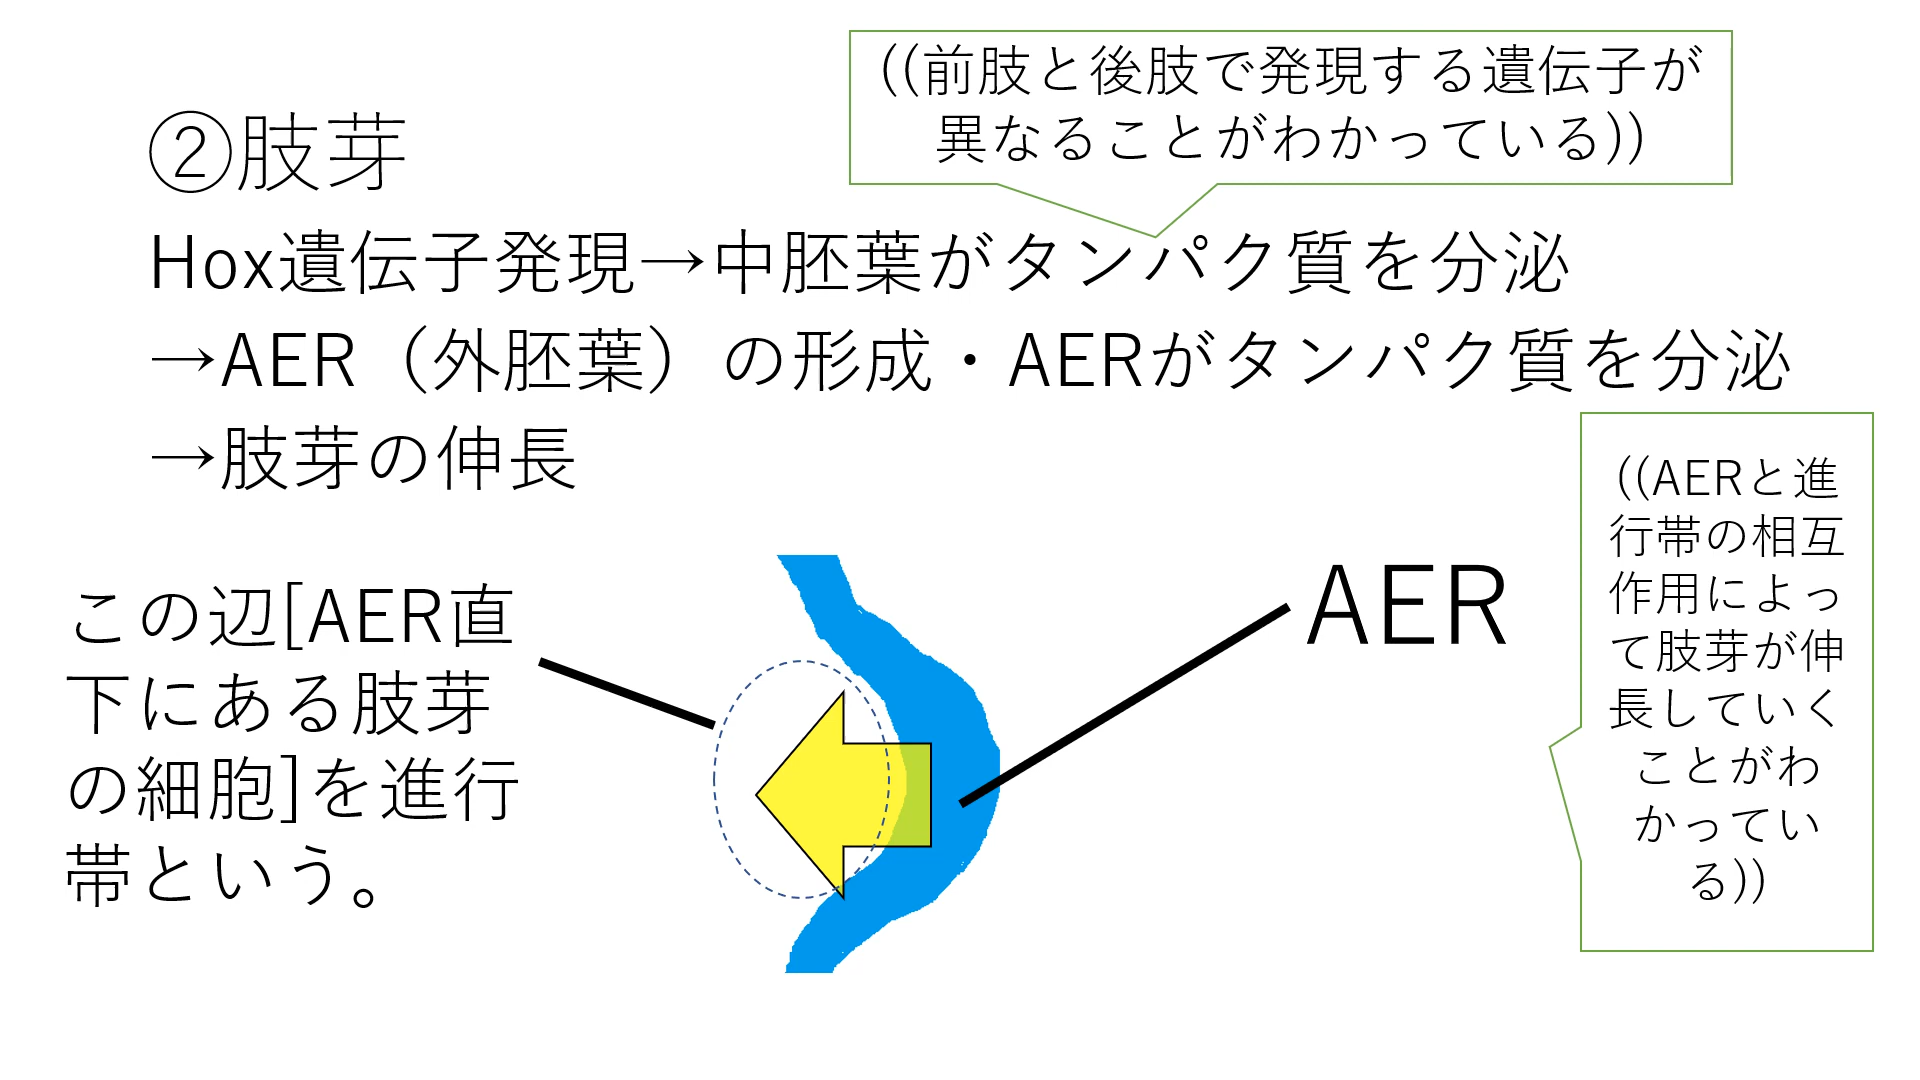 ((前肢と後肢で発現する遺伝子が
異なることがわかっている))
②肢芽
Hox遺伝子発現→中胚葉がタンパク質を分泌
→AER（外胚葉）の形成・AERがタンパク質を分泌
→肢芽の伸長
この辺[AER直
下にある肢芽
の細胞]を進行
帯という。
AER
((AERと進
行帯の相互
作用によっ
て肢芽が伸
長していく
ことがわ
かってい
る))